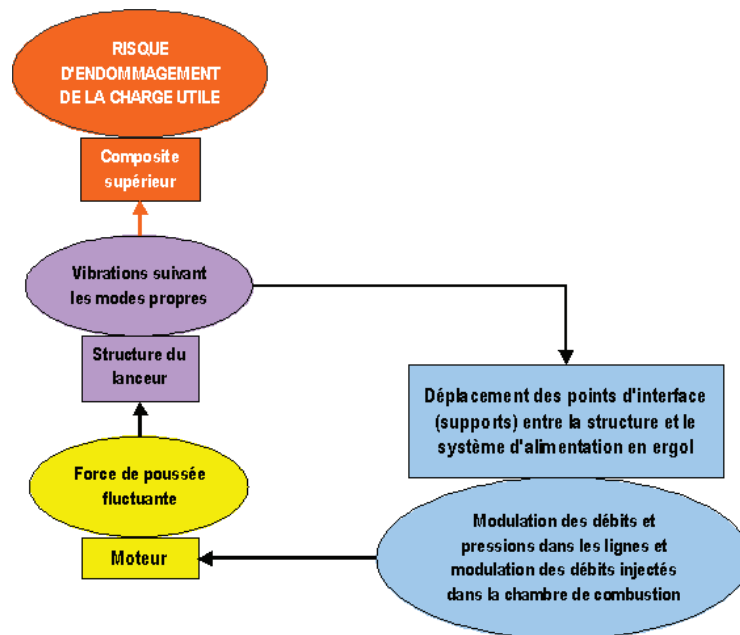 RISQUE
D'ENDOMMAGEMENT
DE LA CHARGE UTILE
Composite
supérieur
Vibrations suivant
les modes propres
Structure du
lanceur
Déplacement des points d'interface
(supports) entre la structure et le
système d'alimentation en ergol
Force de poussée
fluctuante
Modulation des débits et
pressions dans les lignes et
modulation des débits injectés
dans la chambre de combustion
Moteur